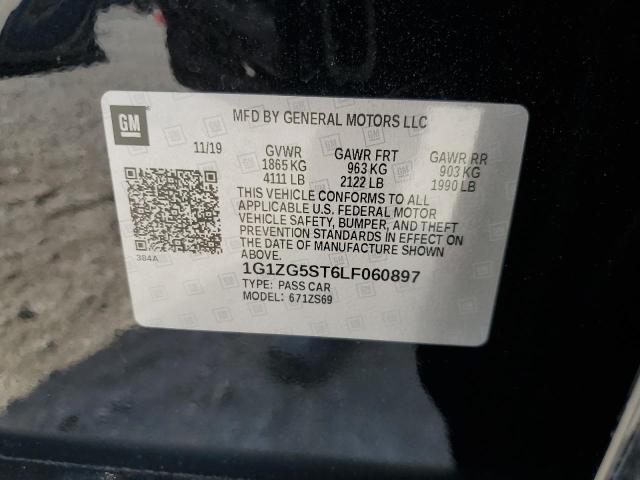 GM
MFD BY GENERAL MOTORS LLC
11/19 GVWR GAWR FRT GAWR RR
1865 KG 963 KG 903 KG
4111 LB 2122 LB 1990 LB
THIS VEHICLE CONFORMS TO ALL
APPLICABLE U.S. FEDERAL MOTOR
VEHICLE SAFETY, BUMPER, AND THEFT
PREVENTION STANDARDS IN EFFECT ON
THE DATE OF MANUFACTURE SHOWN
ABOVE.
384A
1G1ZG5ST6LF060897
TYPE: PASS CAR
MODEL: 671ZS69